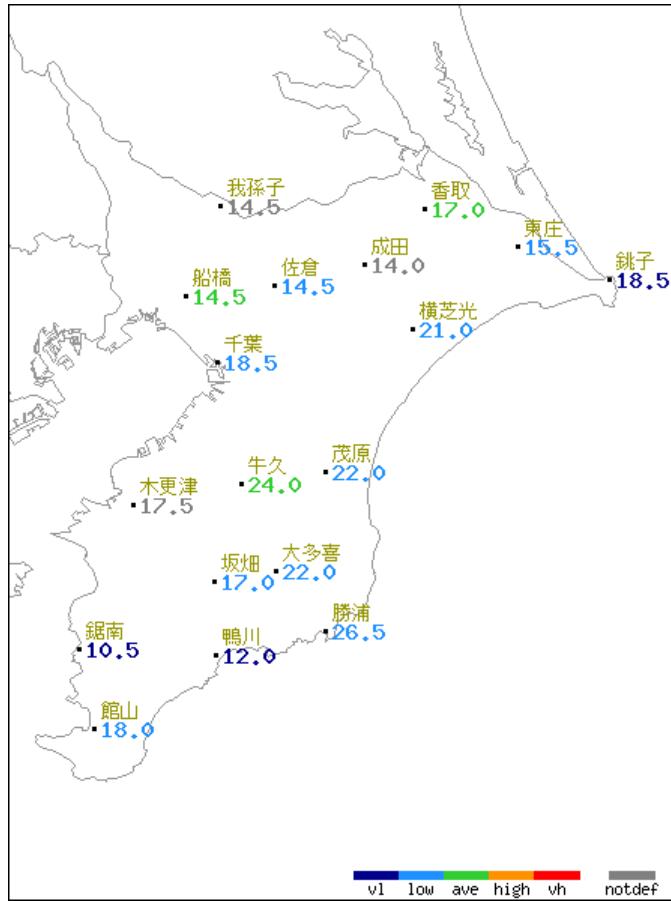 我孫子
14.5
香取
17.0
東庄
15.5
成田
14.0
銚子
18.5
船橋
14.5
佐倉
14.5
横芝光
21.0
千葉
18.5
茂原
22.0
牛久
24.0
木更津
17.5
大多喜
22.0
坂畑
17.0
勝浦
26.5
鋸南
10.5
鴨川
12.0
館山
18.0
vl low ave high vh notdef